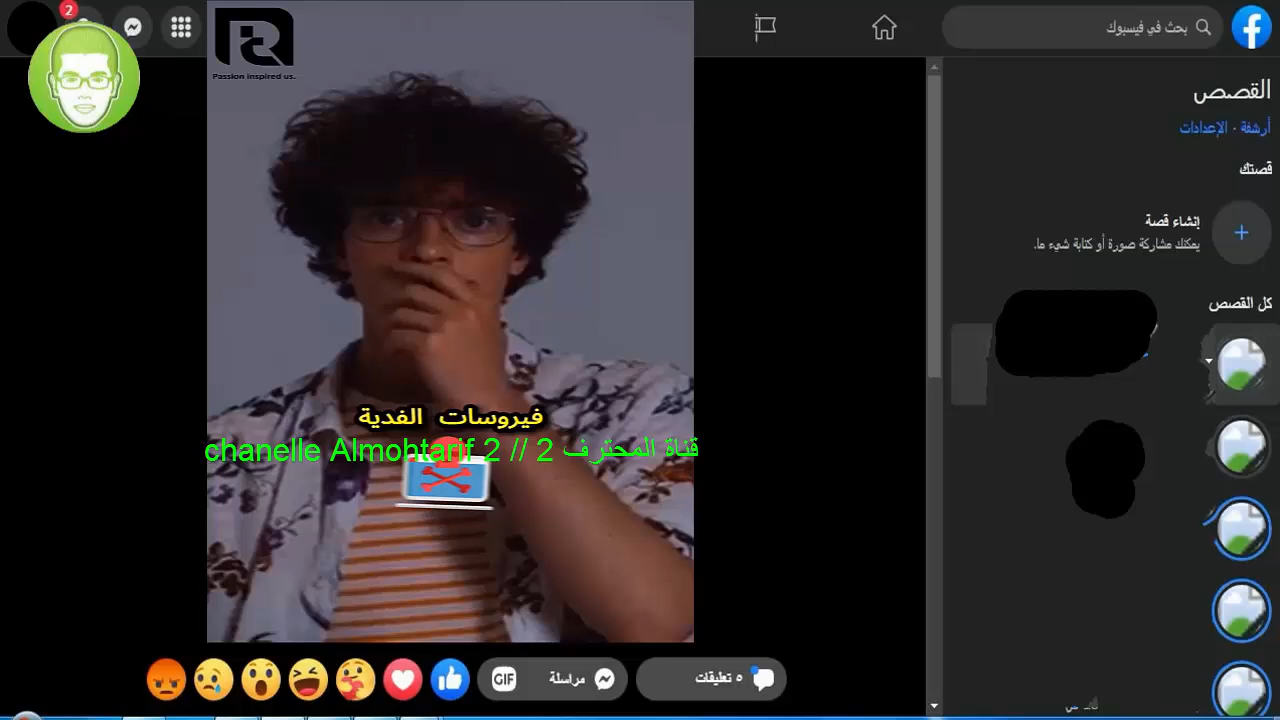 2
بحث في فيسبوك
Passion inspired us.
القصص
أرشفة · الإعدادات
قصتك
إنشاء قصة
يمكنك مشاركة صورة أو كتابة شيء ما.
كل القصص
فيروسات الفدية
chanelle Almohtarif 2 // 2 قناة المحترف
GIF
مراسلة
٥ تعليقات